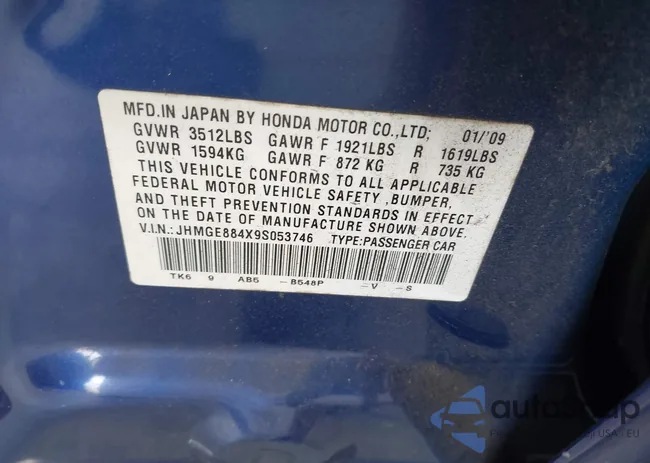 MFD.IN JAPAN BY HONDA MOTOR CO.,LTD; 01/'09
GVWR 3512LBS GAWR F 1921LBS R 1619LBS
GVWR 1594KG GAWR F 872 KG R 735 KG
THIS VEHICLE CONFORMS TO ALL APPLICABLE
FEDERAL MOTOR VEHICLE SAFETY ,BUMPER,
AND THEFT PREVENTION STANDARDS IN EFFECT
ON THE DATE OF MANUFACTURE SHOWN ABOVE.
V.I.N.: JHMGE884X9S053746 TYPE:PASSENGER CAR
TK6 9 AB5 -B548P -V -S
USA, EU